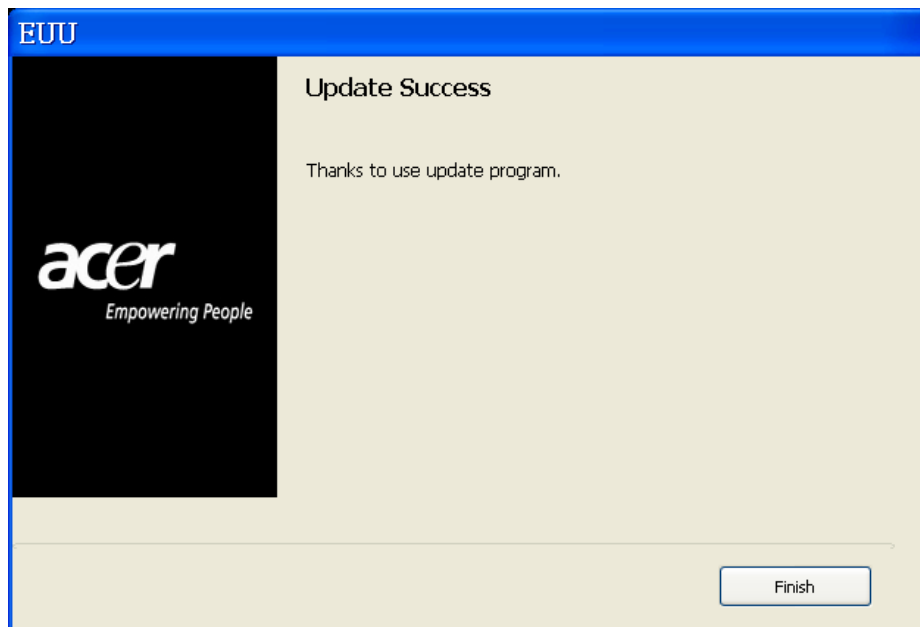 EUU
Update Success
Thanks to use update program.
acer
Empowering People
Finish